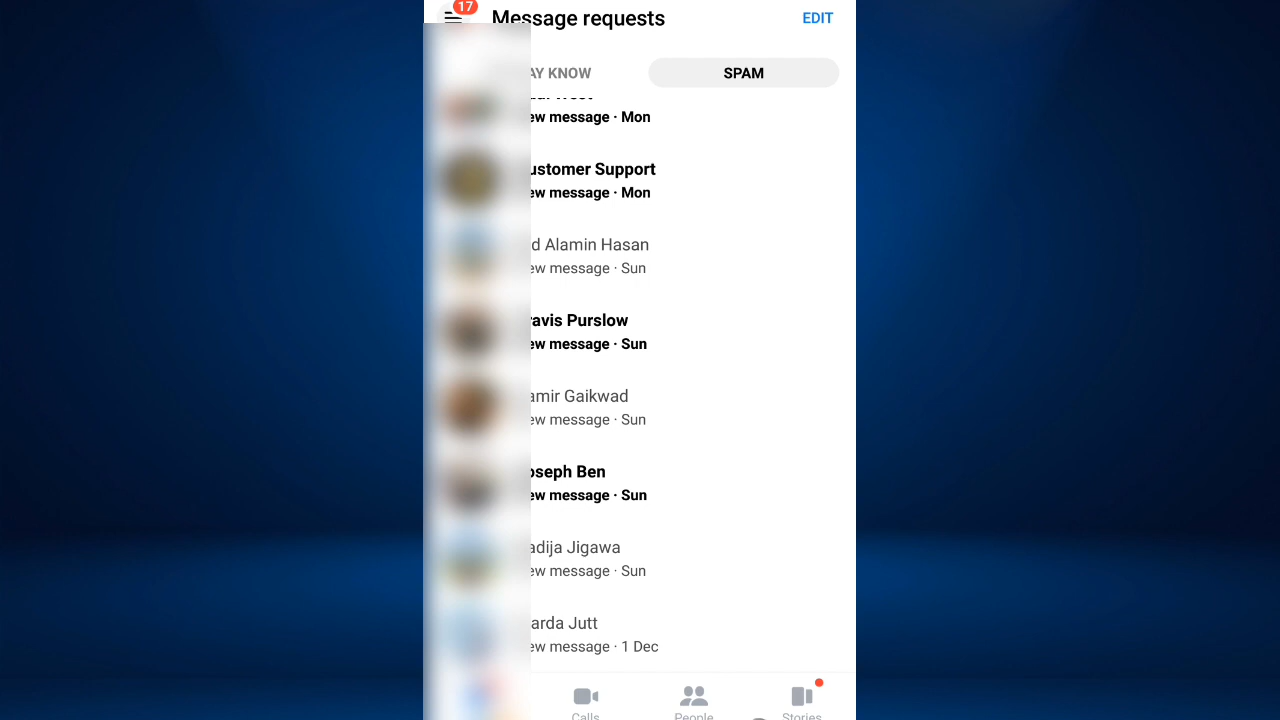 17
Message requests
EDIT
AY KNOW
SPAM
ew message · Mon
ustomer Support
ew message · Mon
d Alamin Hasan
ew message · Sun
ravis Purslow
ew message · Sun
amir Gaikwad
ew message · Sun
oseph Ben
ew message · Sun
adija Jigawa
ew message · Sun
arda Jutt
ew message · 1 Dec
Calls
People
Stories